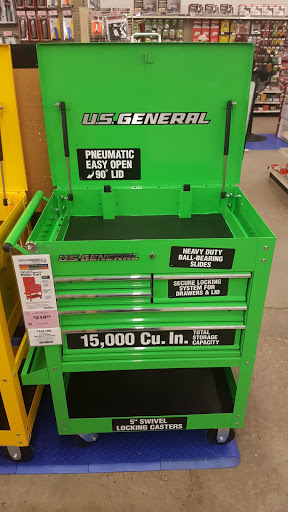 U.S. GENERAL
PNEUMATIC
EASY OPEN
90° LID
U.S. GENERAL
HEAVY DUTY
BALL-BEARING
SLIDES
SECURE LOCKING
SYSTEM FOR
DRAWERS & LID
15,000 Cu. In.
TOTAL
STORAGE
CAPACITY
5" SWIVEL
LOCKING CASTERS